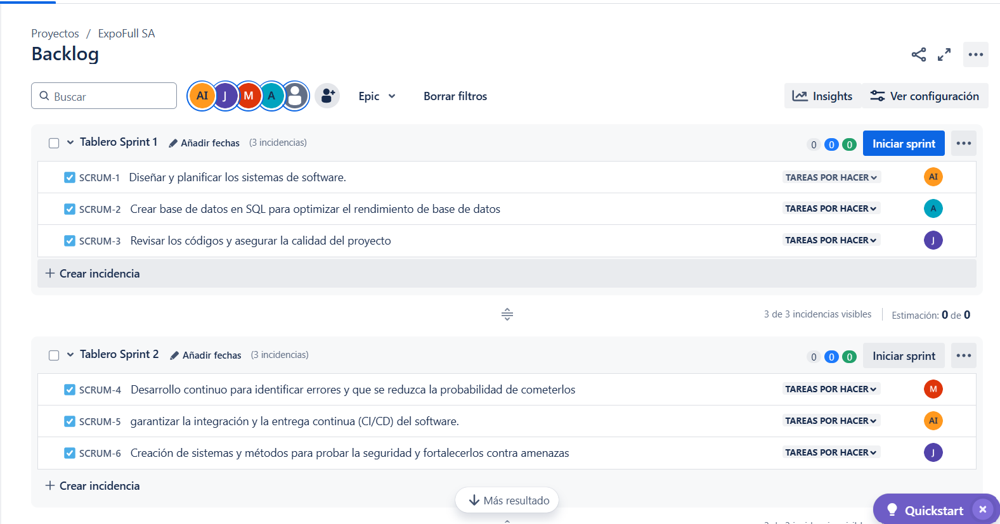 Proyectos / ExpoFull SA
Backlog
Buscar
AI J M A
Epic
Borrar filtros
Insights
Ver configuración
Tablero Sprint 1 Añadir fechas (3 incidencias) 0 0 0 Iniciar sprint
SCRUM-1 Diseñar y planificar los sistemas de software. TAREAS POR HACER AI
SCRUM-2 Crear base de datos en SQL para optimizar el rendimiento de base de datos TAREAS POR HACER A
SCRUM-3 Revisar los códigos y asegurar la calidad del proyecto TAREAS POR HACER J
+ Crear incidencia
3 de 3 incidencias visibles Estimación: 0 de 0
Tablero Sprint 2 Añadir fechas (3 incidencias) 0 0 0 Iniciar sprint
SCRUM-4 Desarrollo continuo para identificar errores y que se reduzca la probabilidad de cometerlos TAREAS POR HACER M
SCRUM-5 garantizar la integración y la entrega continua (CI/CD) del software. TAREAS POR HACER AI
SCRUM-6 Creación de sistemas y métodos para probar la seguridad y fortalecerlos contra amenazas TAREAS POR HACER J
+ Crear incidencia
Más resultado
Quickstart